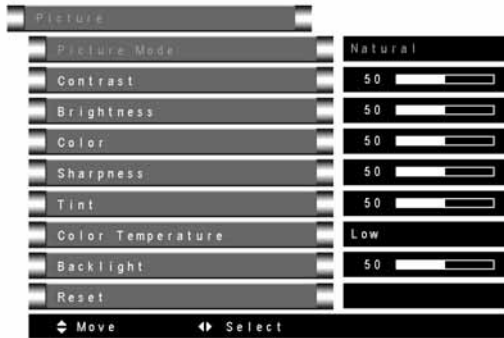 Picture
Picture Mode Natural
Contrast 50
Brightness 50
Color 50
Sharpness 50
Tint 50
Color Temperature Low
Backlight 50
Reset
Move Select